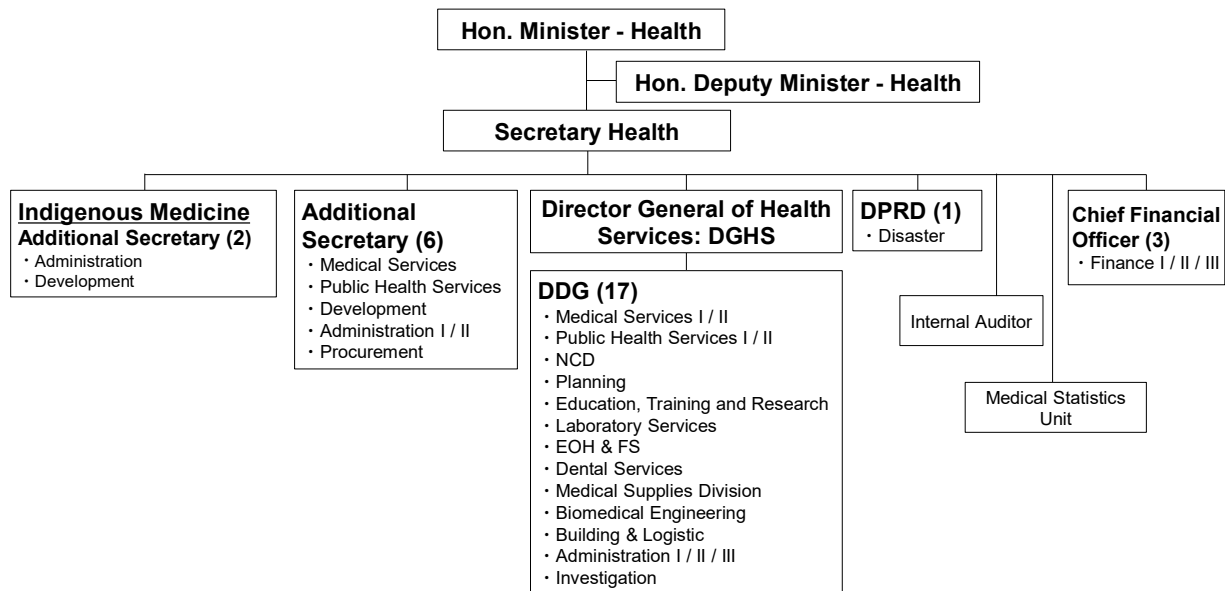 Hon. Minister - Health
Hon. Deputy Minister - Health
Secretary Health
Indigenous Medicine
Additional Secretary (2)
・Administration
・Development
Additional
Secretary (6)
・Medical Services
・Public Health Services
・Development
・Administration I / II
・Procurement
Director General of Health
Services: DGHS
DDG (17)
・Medical Services I / II
・Public Health Services I / II
・NCD
・Planning
・Education, Training and Research
・Laboratory Services
・EOH & FS
・Dental Services
・Medical Supplies Division
・Biomedical Engineering
・Building & Logistic
・Administration I / II / III
・Investigation
DPRD (1)
・Disaster
Internal Auditor
Medical Statistics
Unit
Chief Financial
Officer (3)
・Finance I / II / III